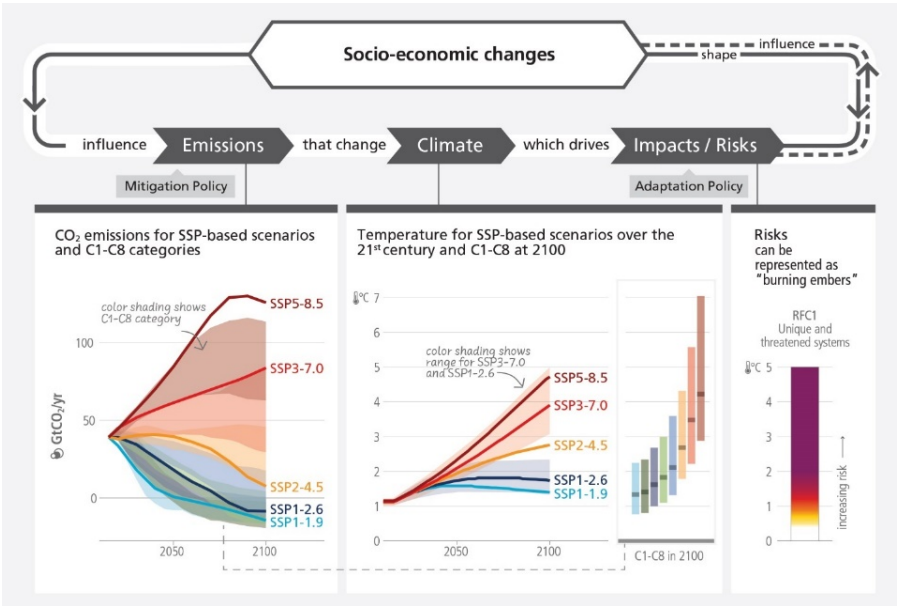 Socio-economic changes
influence
shape
influence
Emissions
that change
Climate
which drives
Impacts / Risks
Mitigation Policy
Adaptation Policy
CO₂ emissions for SSP-based scenarios
and C1-C8 categories
color shading shows
C1-C8 category
100
50
0
GtCO₂/yr
2050
2100
SSP5-8.5
SSP3-7.0
SSP2-4.5
SSP1-2.6
SSP1-1.9
Temperature for SSP-based scenarios over the
21st century and C1-C8 at 2100
°C
7
6
5
4
3
2
1
0
color shading shows
range for SSP3-7.0
and SSP1-2.6
SSP5-8.5
SSP3-7.0
SSP2-4.5
SSP1-2.6
SSP1-1.9
2050
2100
C1-C8 in 2100
Risks
can be
represented as
“burning embers”
RFC1
Unique and
threatened systems
°C
5
4
3
2
1
0
increasing risk